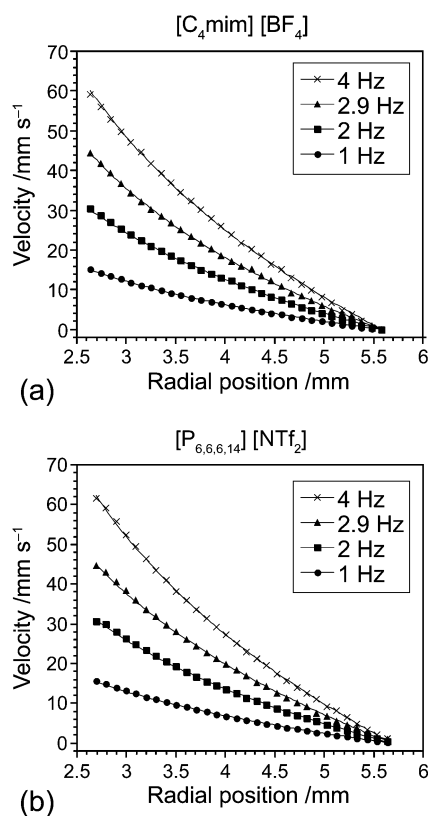 [C₄mim] [BF₄]
70
60
50
40
30
20
10
0
Velocity /mm s⁻¹
4 Hz
2.9 Hz
2 Hz
1 Hz
2.5 3 3.5 4 4.5 5 5.5 6
Radial position /mm
(a)
[P₆,₆,₆,₁₄] [NTf₂]
70
60
50
40
30
20
10
0
Velocity /mm s⁻¹
4 Hz
2.9 Hz
2 Hz
1 Hz
2.5 3 3.5 4 4.5 5 5.5 6
Radial position /mm
(b)